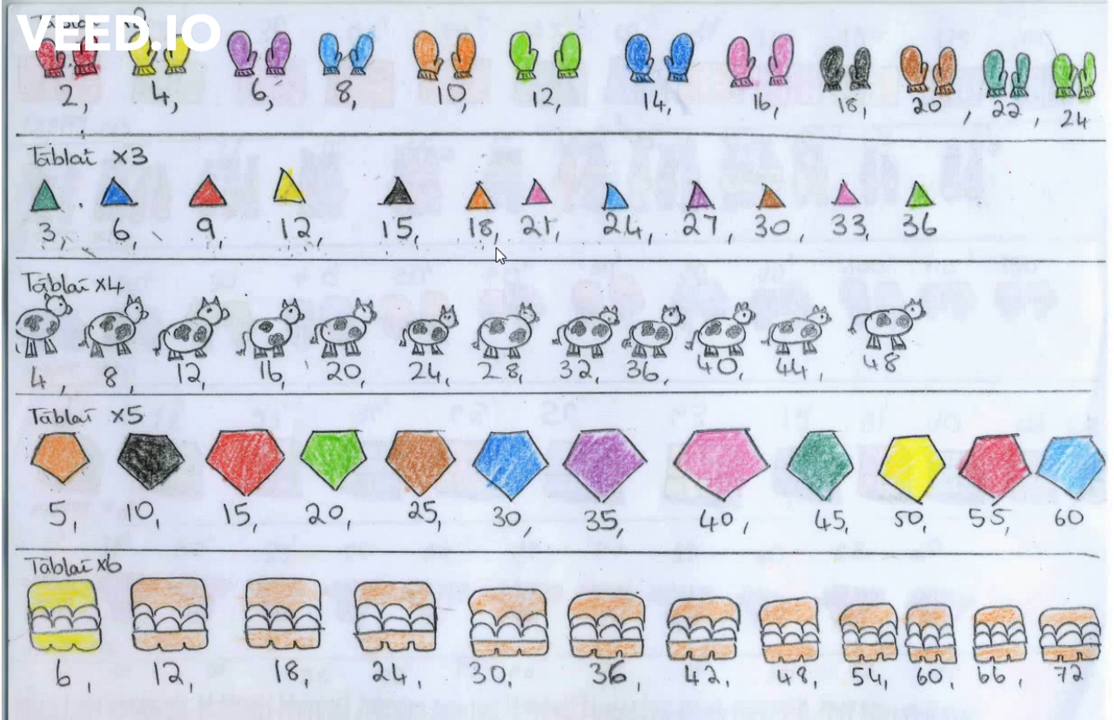 VEED.IO
2, 4, 6, 8, 10 12, 14, 16, 18, 20, 22, 24
Táblaí x3
3, 6, 9, 12, 15, 18, 21, 24, 27, 30, 33, 36
Táblaí x4
4, 8, 12, 16, 20, 24, 28, 32, 36, 40, 44, 48
Táblaí x5
5, 10, 15, 20, 25, 30, 35, 40, 45, 50, 55, 60
Táblaí x6
6, 12, 18, 24, 30, 36, 42, 48, 54, 60, 66, 72